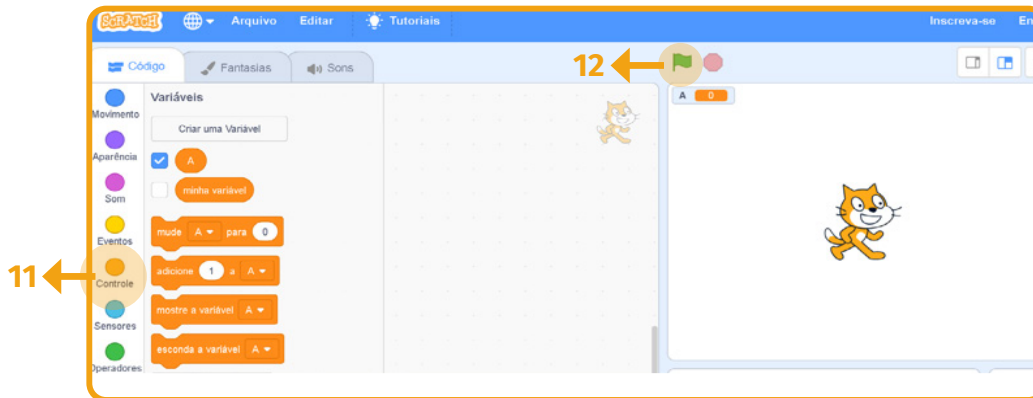 SCRATCH Arquivo Editar Tutoriais Inscreva-se En
Código Fantasias Sons
12
Movimento
Aparência
Som
Eventos
11
Controle
Sensores
Operadores
Variáveis
Criar uma Variável
A
minha variável
mude A para 0
adicione 1 a A
mostre a variável A
esconda a variável A
A 0